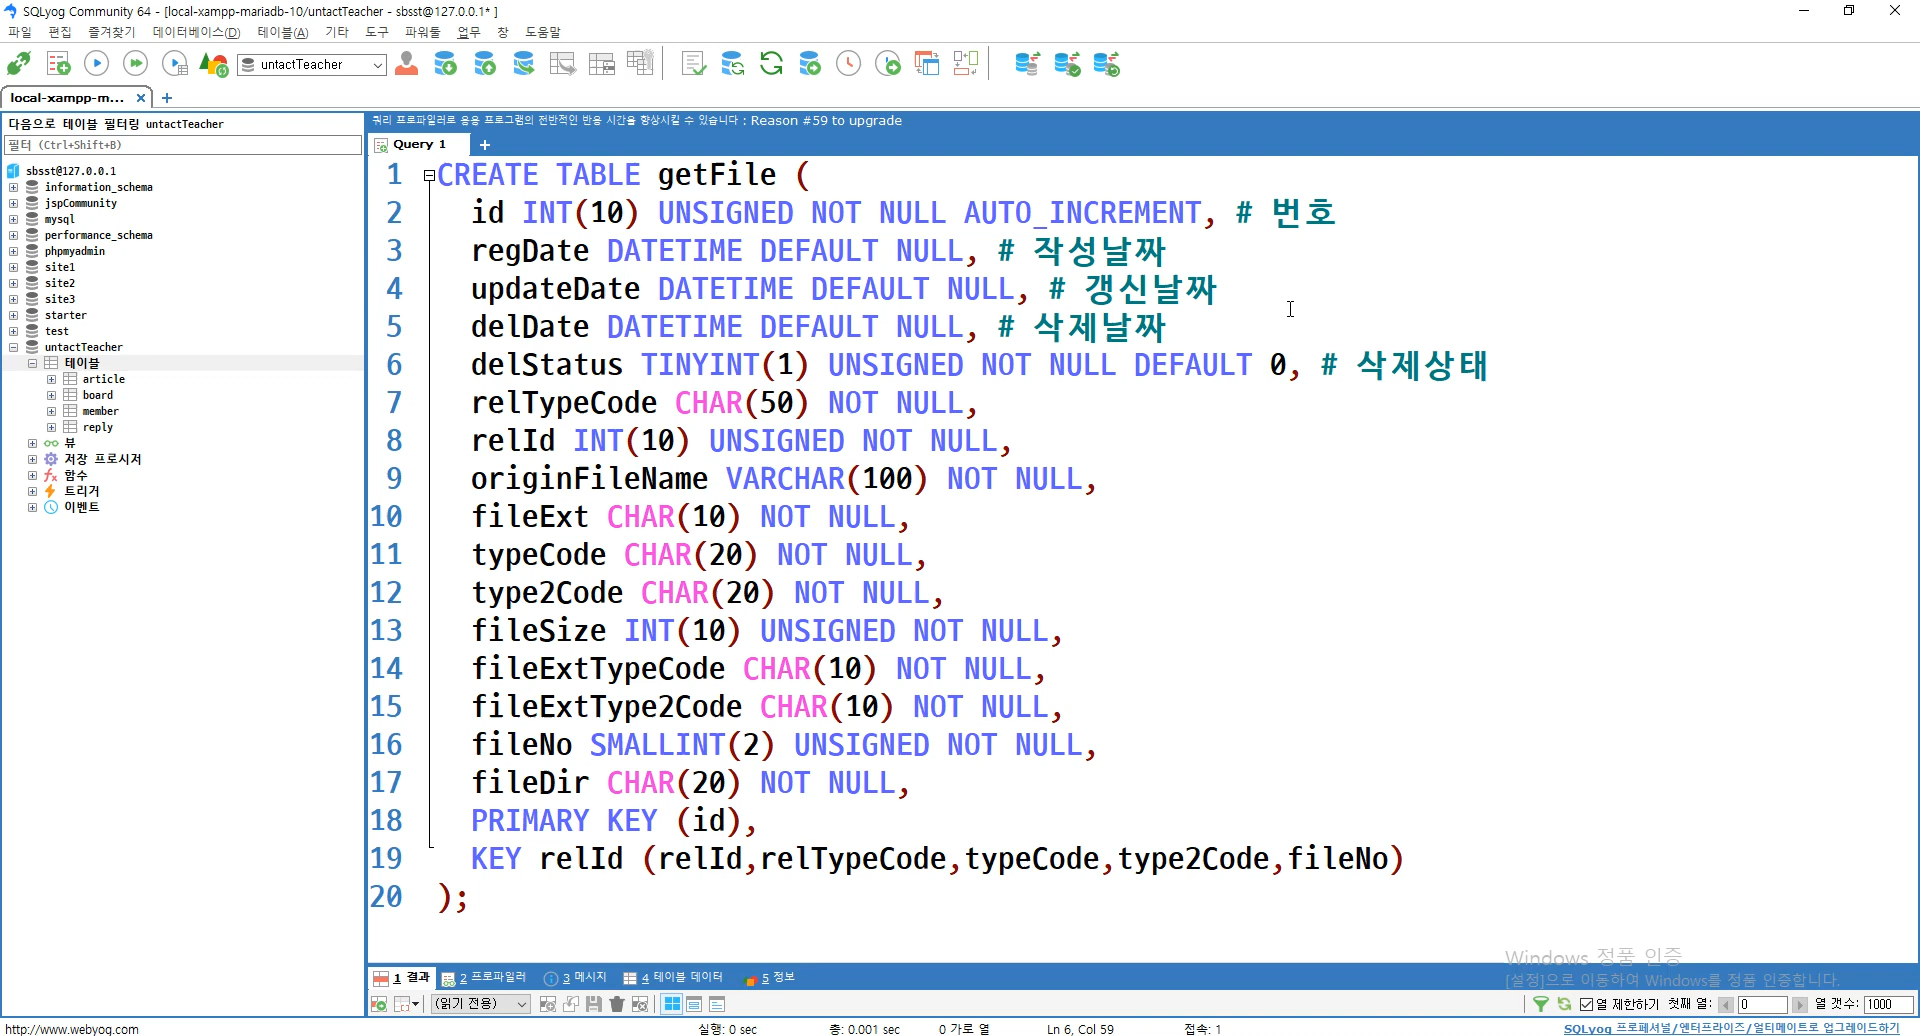 SQLyog Community 64 - [local-xampp-mariadb-10/untactTeacher - sbsst@127.0.0.1* ]
파일 편집 즐겨찾기 데이터베이스(D) 테이블(A) 기타 도구 파워툴 업무 창 도움말
untactTeacher
local-xampp-m...
다음으로 테이블 필터링 untactTeacher
필터 (Ctrl+Shift+B)
sbsst@127.0.0.1
information_schema
jspCommunity
mysql
performance_schema
phpmyadmin
site1
site2
site3
starter
test
untactTeacher
테이블
article
board
member
reply
뷰
저장 프로시저
함수
트리거
이벤트
쿼리 프로파일러로 응용 프로그램의 전반적인 반응 시간을 향상시킬 수 있습니다 : Reason #59 to upgrade
Query 1
1 CREATE TABLE getFile (
2 id INT(10) UNSIGNED NOT NULL AUTO_INCREMENT, # 번호
3 regDate DATETIME DEFAULT NULL, # 작성날짜
4 updateDate DATETIME DEFAULT NULL, # 갱신날짜
5 delDate DATETIME DEFAULT NULL, # 삭제날짜
6 delStatus TINYINT(1) UNSIGNED NOT NULL DEFAULT 0, # 삭제상태
7 relTypeCode CHAR(50) NOT NULL,
8 relId INT(10) UNSIGNED NOT NULL,
9 originFileName VARCHAR(100) NOT NULL,
10 fileExt CHAR(10) NOT NULL,
11 typeCode CHAR(20) NOT NULL,
12 type2Code CHAR(20) NOT NULL,
13 fileSize INT(10) UNSIGNED NOT NULL,
14 fileExtTypeCode CHAR(10) NOT NULL,
15 fileExtType2Code CHAR(10) NOT NULL,
16 fileNo SMALLINT(2) UNSIGNED NOT NULL,
17 fileDir CHAR(20) NOT NULL,
18 PRIMARY KEY (id),
19 KEY relId (relId,relTypeCode,typeCode,type2Code,fileNo)
20 );
Windows 정품 인증
[설정]으로 이동하여 Windows를 정품 인증합니다.
1 결과 2 프로파일러 3 메시지 4 테이블 데이터 5 정보
(읽기 전용) 열 제한하기 첫째 열: 0 열 갯수: 1000
http://www.webyog.com 실행: 0 sec 총: 0.001 sec 0 가로 열 Ln 6, Col 59 접속: 1 SQLyog 프로페셔널/엔터프라이즈/얼티메이트로 업그레이드하기